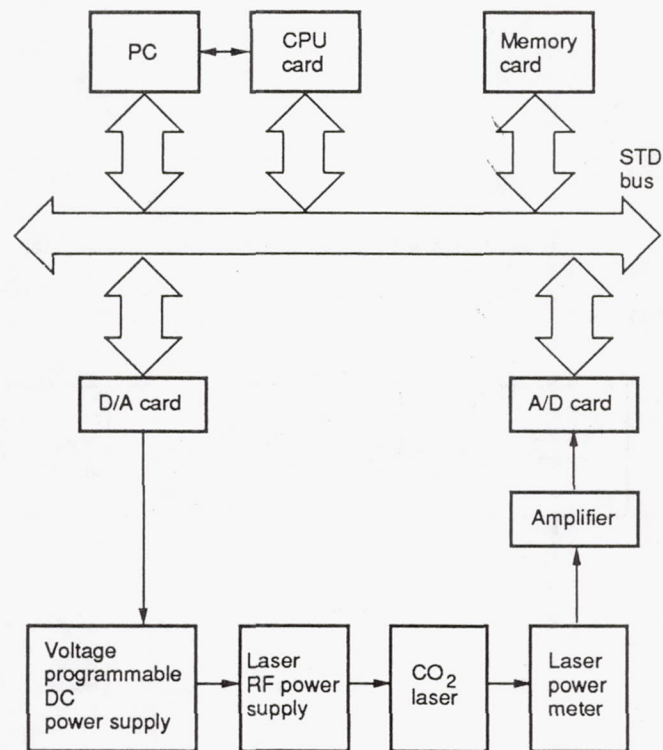 PC
CPU
card
Memory
card
STD
bus
D/A card
A/D card
Amplifier
Voltage
programmable
DC
power supply
Laser
RF power
supply
CO₂
laser
Laser
power
meter